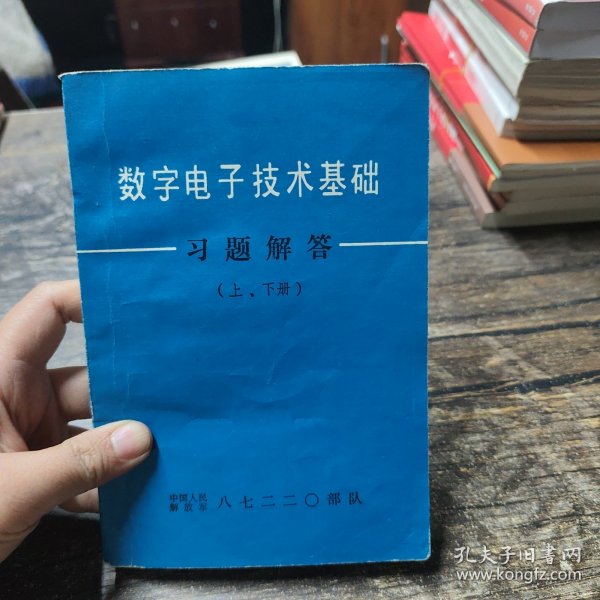 数字电子技术基础
习题解答
(上、下册)
中国人民
解放军 八七二二〇部队
孔夫子旧书网
www.kongfz.com